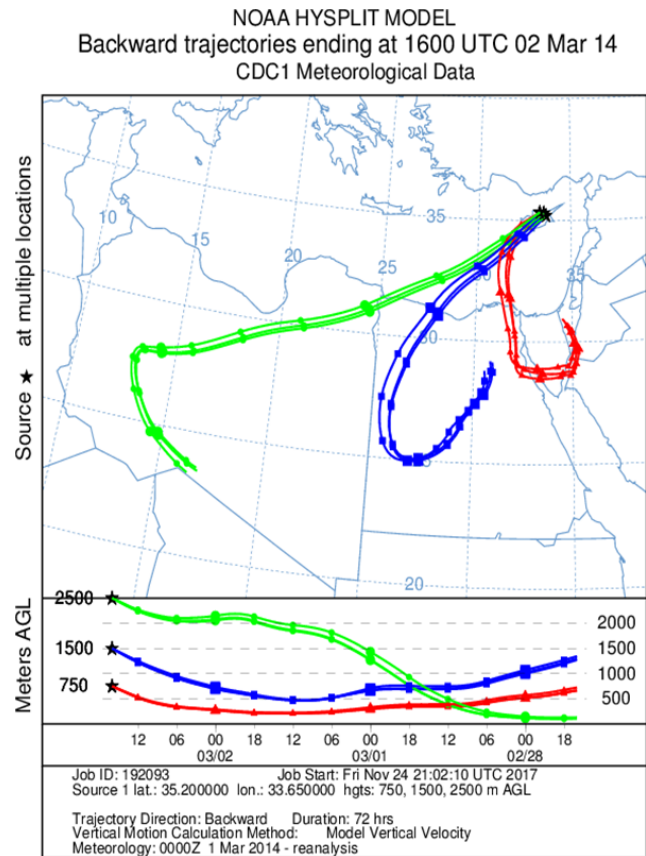 NOAA HYSPLIT MODEL
Backward trajectories ending at 1600 UTC 02 Mar 14
CDC1 Meteorological Data
Source ★ at multiple locations
10
15
20
25
35
35
30
30
20
Meters AGL
2500
1500
750
2000
1500
1000
500
12 06 00 18 12 06 00 18 12 06 00 18
03/02 03/01 02/28
Job ID: 192093 Job Start: Fri Nov 24 21:02:10 UTC 2017
Source 1 lat.: 35.200000 lon.: 33.650000 hgts: 750, 1500, 2500 m AGL
Trajectory Direction: Backward Duration: 72 hrs
Vertical Motion Calculation Method: Model Vertical Velocity
Meteorology: 0000Z 1 Mar 2014 - reanalysis